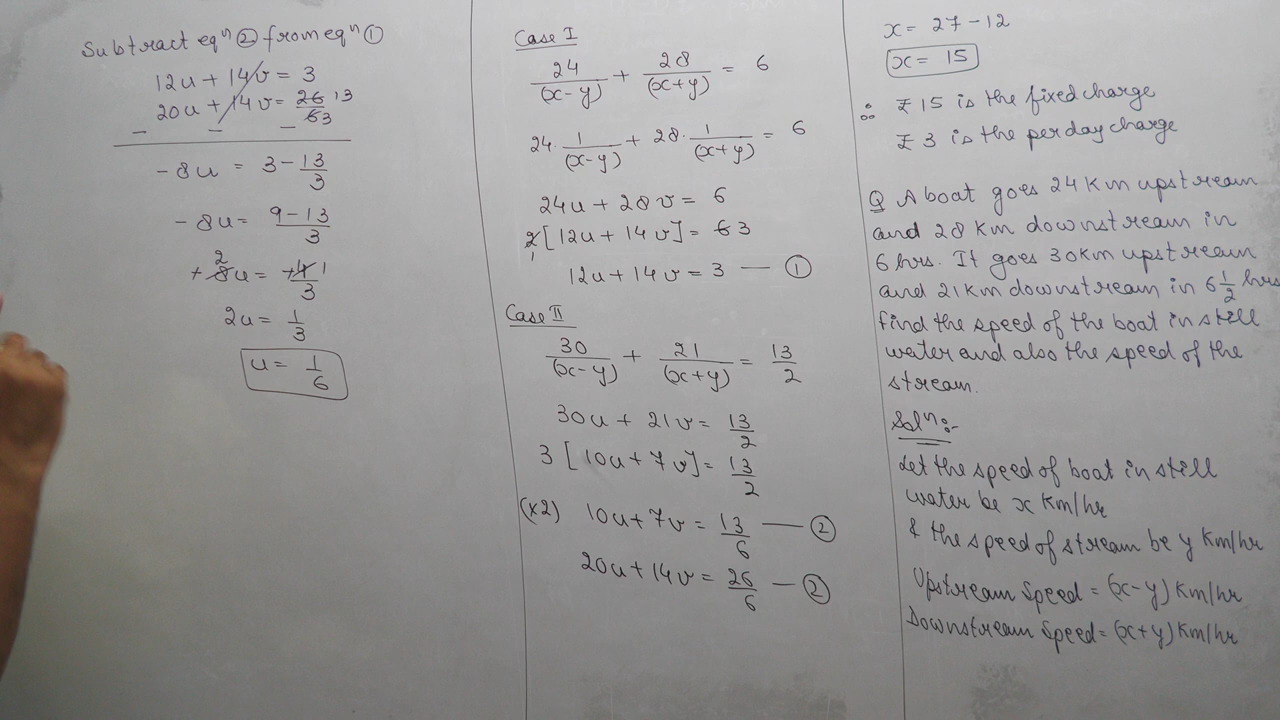 Subtract eqⁿ ② from eqⁿ ①
12u + 14v = 3
20u + 14v = 26/63 13
- - -
-8u = 3 - 13/3
-8u = 9-13/3
+ 2 8u = +4 1/3
2u = 1/3
u = 1/6
Case I
24/(x-y) + 28/(x+y) = 6
24. 1/(x-y) + 28. 1/(x+y) = 6
24u + 28v = 6
2 1 [12u + 14v] = 6 3
12u + 14v = 3 — ①
Case II
30/(x-y) + 21/(x+y) = 13/2
30u + 21v = 13/2
3 [10u + 7v] = 13/2
(x2) 10u + 7v = 13/6 — ②
20u + 14v = 26/6 — ②
x = 27 - 12
x = 15
∴ ₹ 15 is the fixed charge
₹ 3 is the per day charge
Q A boat goes 24 Km upstream
and 28 Km downstream in
6 hrs. It goes 30 Km upstream
and 21 Km downstream in 6 1/2 hrs
find the speed of the boat in still
water and also the speed of the
stream.
Solⁿ:-
Let the speed of boat in still
water be x Km/hr
& the speed of stream be y Km/hr
Upstream Speed = (x-y) Km/hr
Downstream Speed = (x+y) Km/hr